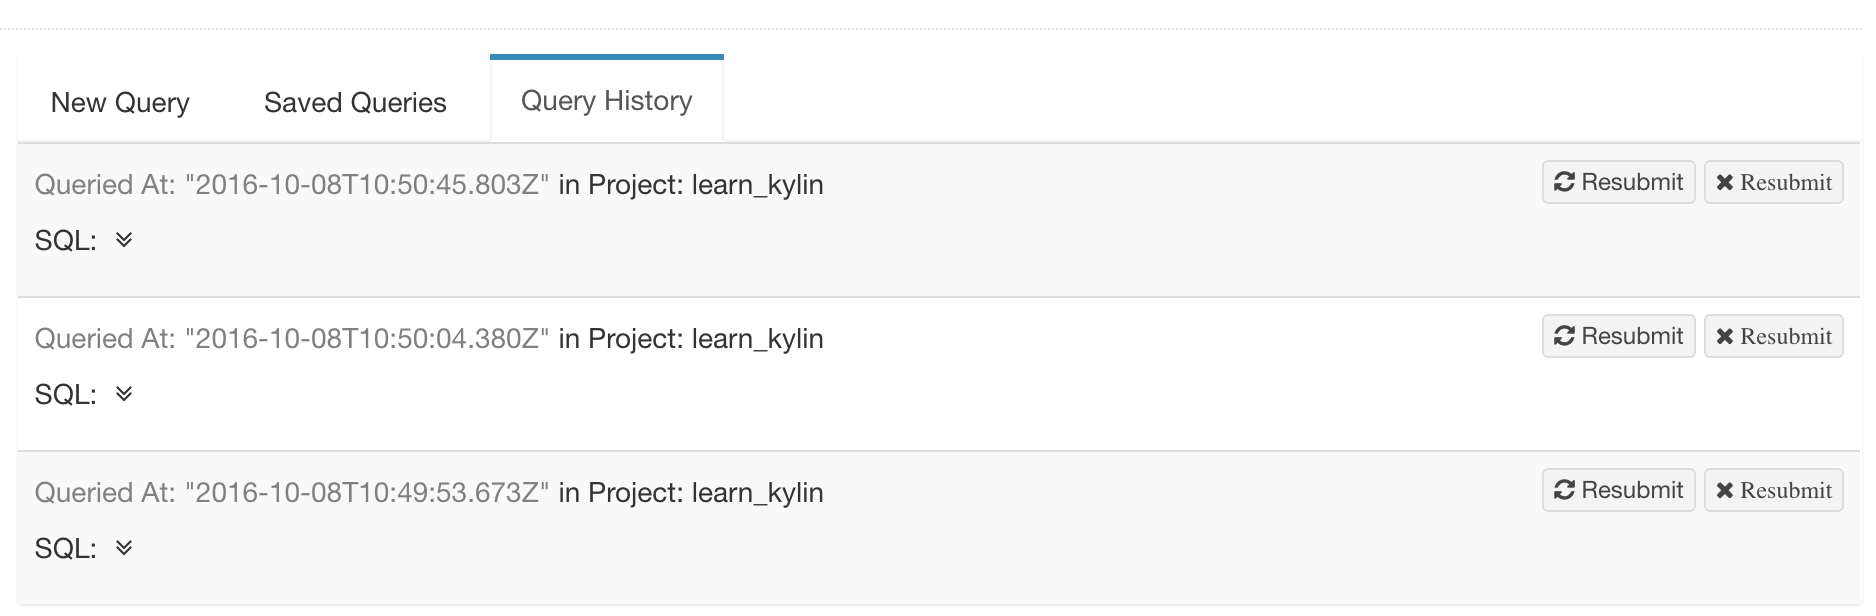 New Query Saved Queries Query History
Queried At: "2016-10-08T10:50:45.803Z" in Project: learn_kylin Resubmit Resubmit
SQL:
Queried At: "2016-10-08T10:50:04.380Z" in Project: learn_kylin Resubmit Resubmit
SQL:
Queried At: "2016-10-08T10:49:53.673Z" in Project: learn_kylin Resubmit Resubmit
SQL: